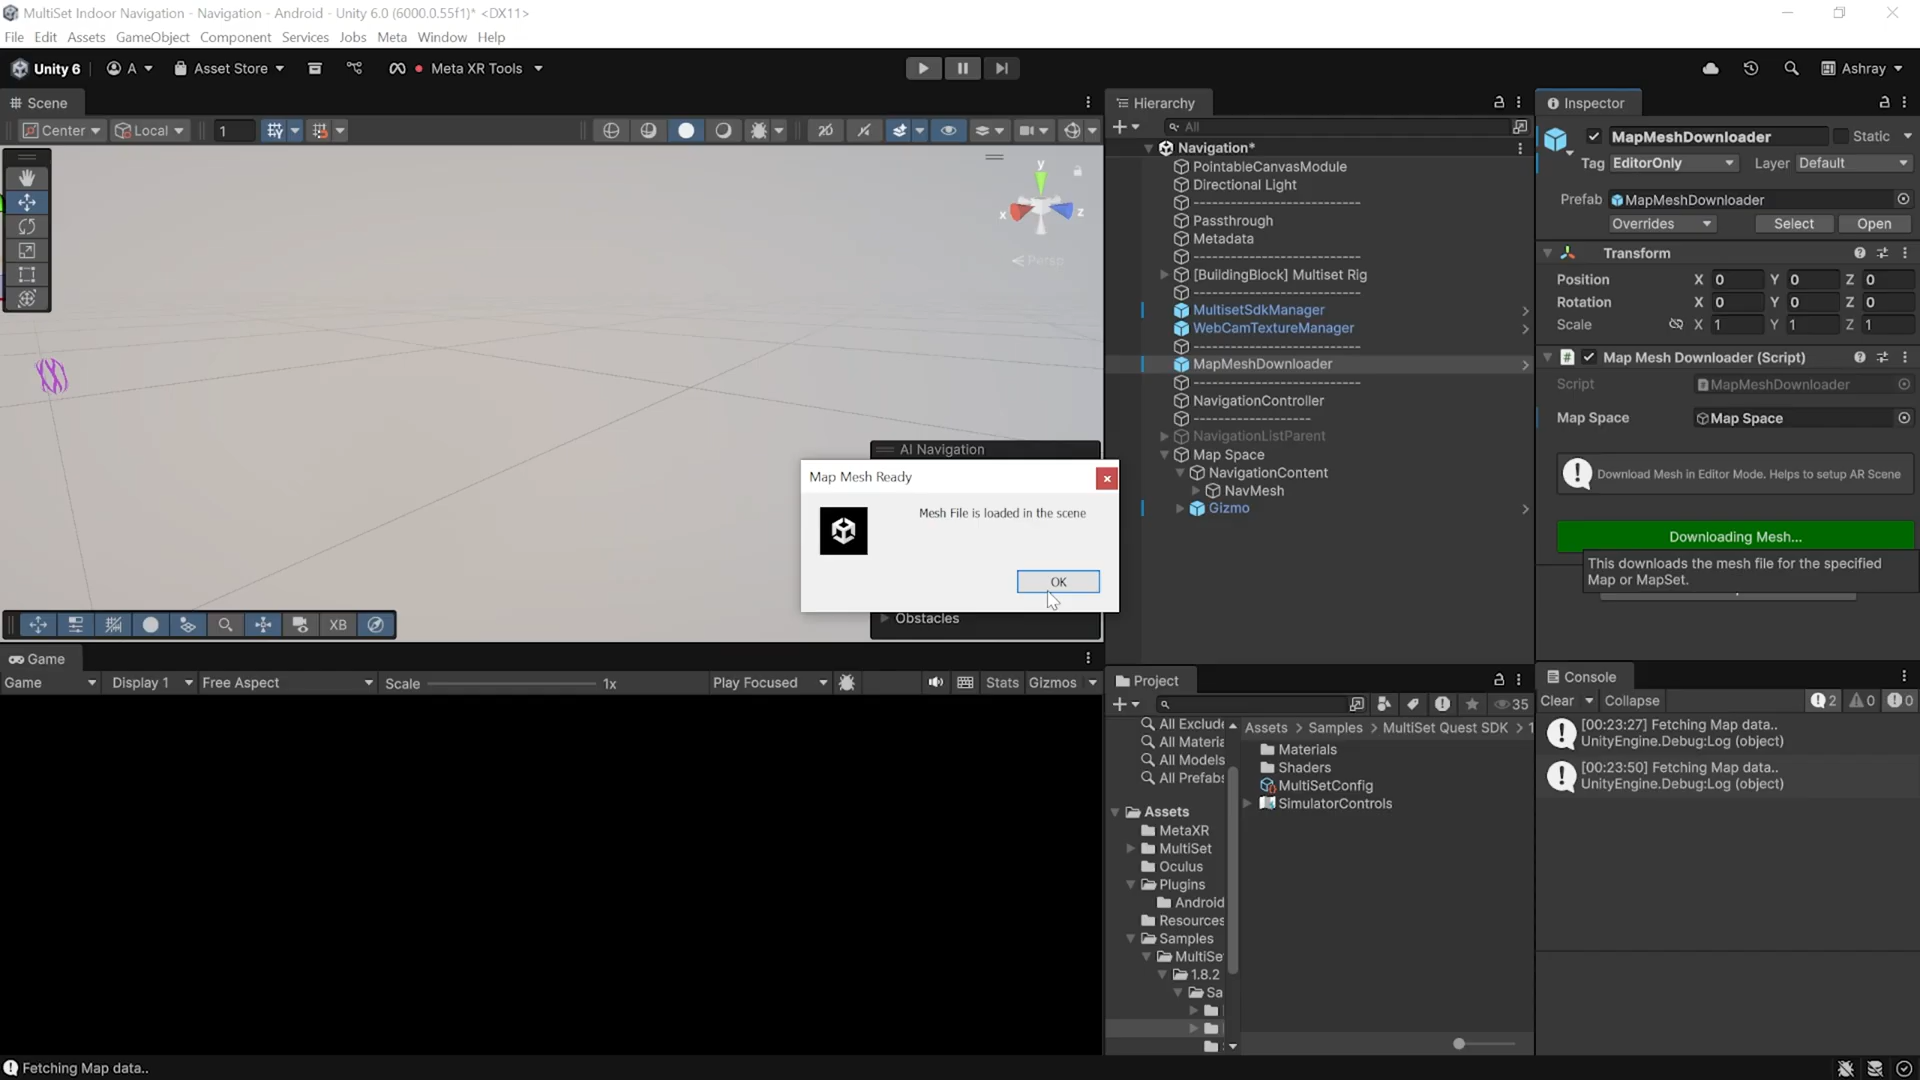 MultiSet Indoor Navigation - Navigation - Android - Unity 6.0 (6000.0.55f1)* <DX11>
File Edit Assets GameObject Component Services Jobs Meta Window Help
Unity 6 A Asset Store Meta XR Tools Ashray
Scene
Center Local 1
y
x
z
Persp
AI Navigation
Map Mesh Ready
Mesh File is loaded in the scene
OK
Obstacles
XB
Game
Game Display 1 Free Aspect Scale 1x Play Focused Stats Gizmos
Hierarchy
All
Navigation*
PointableCanvasModule
Directional Light
--------------------------
Passthrough
Metadata
--------------------------
[BuildingBlock] Multiset Rig
--------------------------
MultisetSdkManager
WebCamTextureManager
--------------------------
MapMeshDownloader
--------------------------
NavigationController
------------------
NavigationListParent
Map Space
NavigationContent
NavMesh
Gizmo
Inspector
MapMeshDownloader Static
Tag EditorOnly Layer Default
Prefab MapMeshDownloader
Overrides Select Open
Transform
Position X 0 Y 0 Z 0
Rotation X 0 Y 0 Z 0
Scale X 1 Y 1 Z 1
Map Mesh Downloader (Script)
Script MapMeshDownloader
Map Space Map Space
Download Mesh in Editor Mode. Helps to setup AR Scene
Downloading Mesh...
This downloads the mesh file for the specified
Map or MapSet.
Project
35
All Exclude
All Materia
All Models
All Prefabs
Assets
MetaXR
MultiSet
Oculus
Plugins
Android
Resources
Samples
MultiSe
1.8.2
Sa
Assets > Samples > MultiSet Quest SDK > 1
Materials
Shaders
MultiSetConfig
SimulatorControls
Console
Clear Collapse 2 0 0
[00:23:27] Fetching Map data..
UnityEngine.Debug:Log (object)
[00:23:50] Fetching Map data..
UnityEngine.Debug:Log (object)
Fetching Map data..